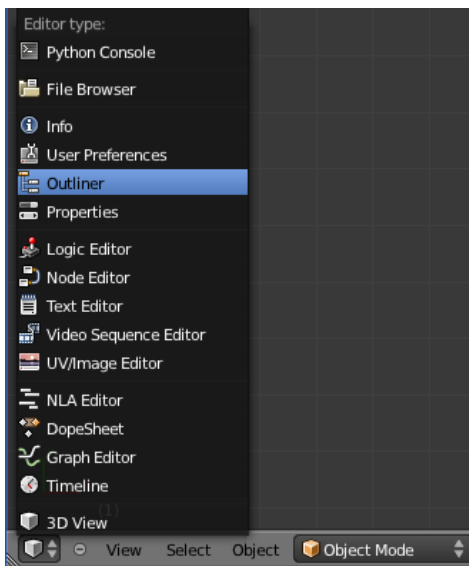 Editor type:
Python Console
File Browser
Info
User Preferences
Outliner
Properties
Logic Editor
Node Editor
Text Editor
Video Sequence Editor
UV/Image Editor
NLA Editor
DopeSheet
Graph Editor
Timeline
(1)
3D View
View Select Object Object Mode